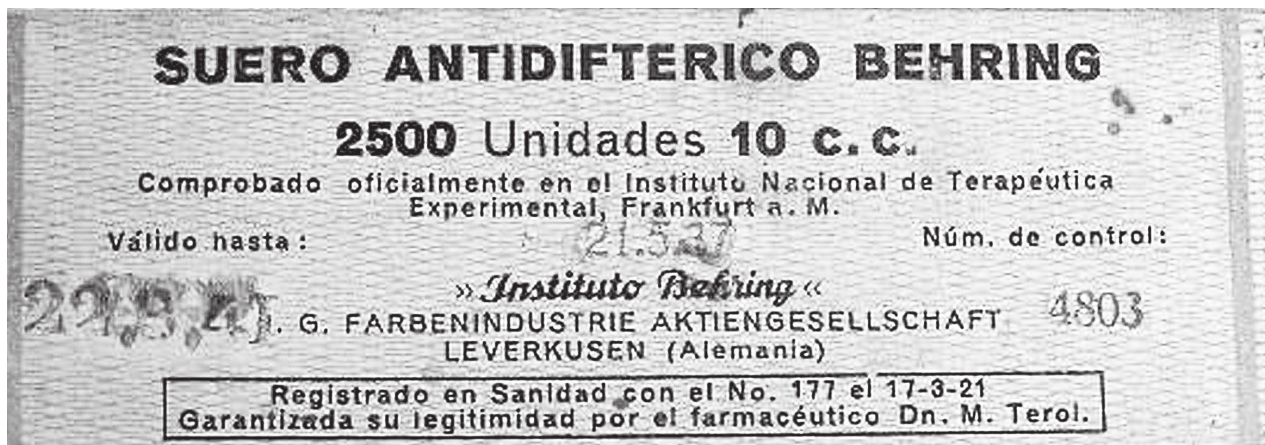 SUERO ANTIDIFTERICO BEHRING
2500 Unidades 10 c.c.
Comprobado oficialmente en el Instituto Nacional de Terapéutica
Experimental, Frankfurt a. M.
Válido hasta: 21.5.37 Núm. de control:
»Instituto Behring«
. G. FARBENINDUSTRIE AKTIENGESELLSCHAFT 4803
LEVERKUSEN (Alemania)
Registrado en Sanidad con el No. 177 el 17-3-21
Garantizada su legitimidad por el farmacéutico Dn. M. Terol.